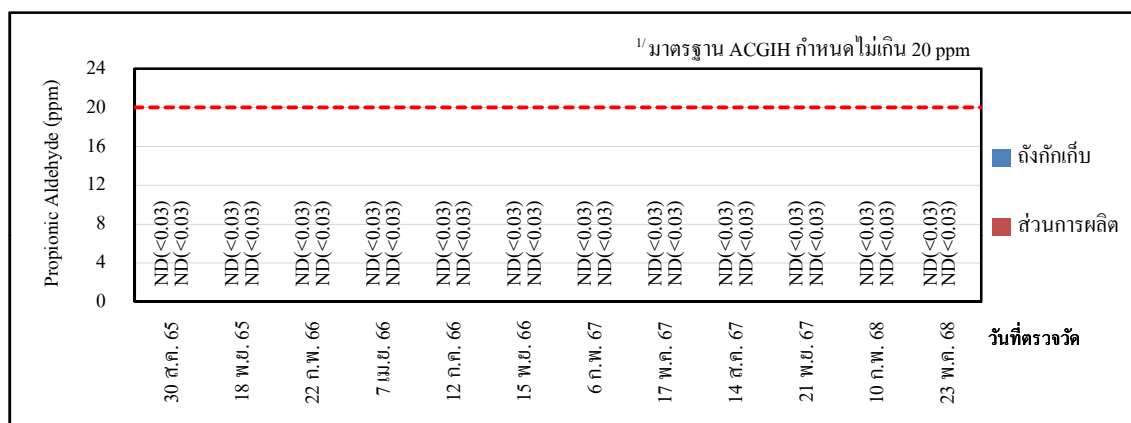 1/ มาตรฐาน ACGIH กำหนดไม่เกิน 20 ppm
Propionic Aldehyde (ppm)
24
20
16
12
8
4
0
ND(<0.03) ND(<0.03)
ND(<0.03) ND(<0.03)
ND(<0.03) ND(<0.03)
ND(<0.03) ND(<0.03)
ND(<0.03) ND(<0.03)
ND(<0.03) ND(<0.03)
ND(<0.03) ND(<0.03)
ND(<0.03) ND(<0.03)
ND(<0.03) ND(<0.03)
ND(<0.03) ND(<0.03)
ND(<0.03) ND(<0.03)
ND(<0.03) ND(<0.03)
30 ส.ค. 65
18 พ.ย. 65
22 ก.พ. 66
7 เม.ย. 66
12 ก.ค. 66
15 พ.ย. 66
6 ก.พ. 67
17 พ.ค. 67
14 ส.ค. 67
21 พ.ย. 67
10 ก.พ. 68
23 พ.ค. 68
วันที่ตรวจวัด
ถังกักเก็บ
ส่วนการผลิต